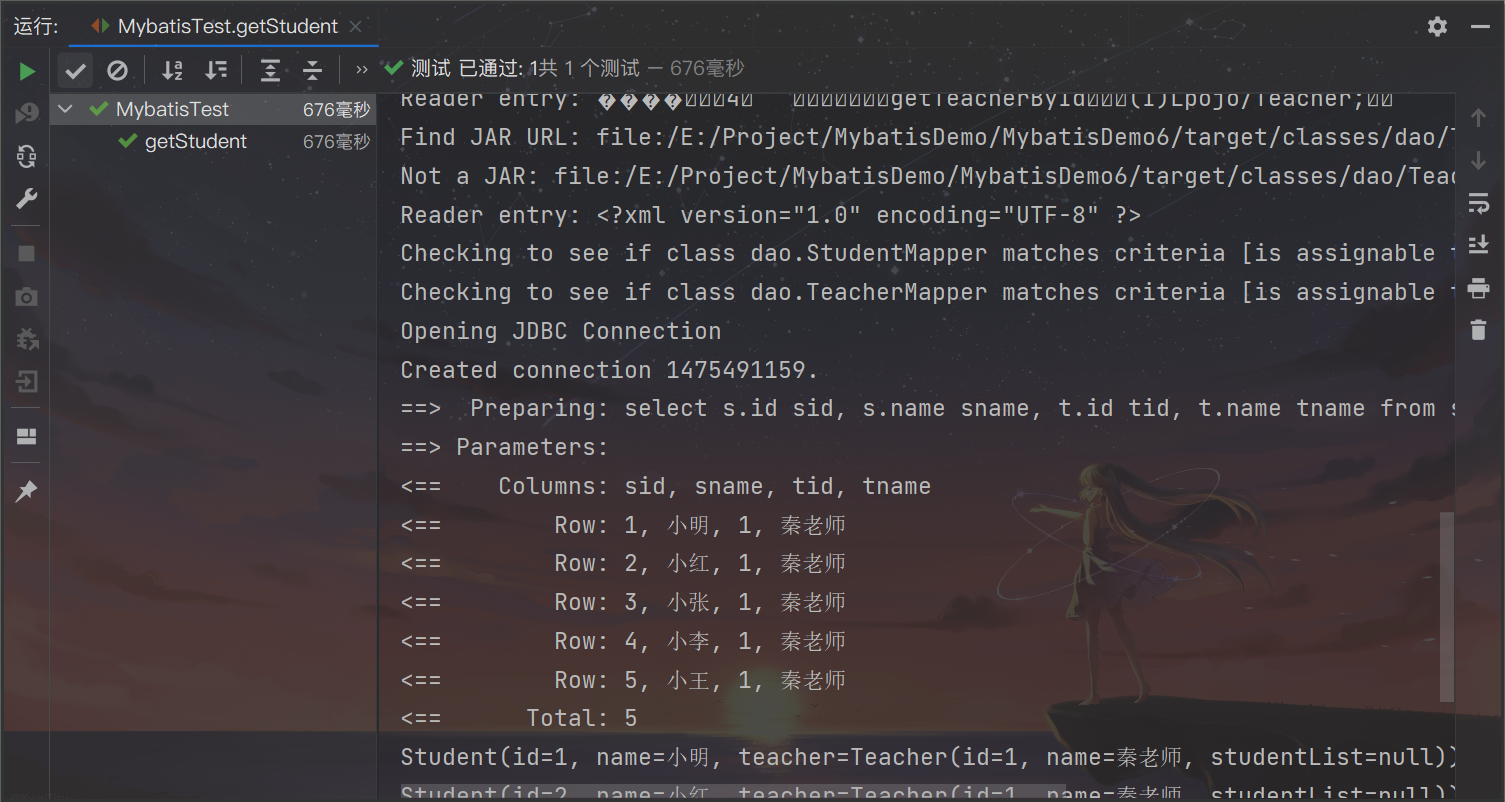 运行: MybatisTest.getStudent
测试 已通过: 1共 1 个测试 – 676毫秒
MybatisTest 676毫秒
getStudent 676毫秒
Reader entry: ����4 getTeacherById(I)Lpojo/Teacher;
Find JAR URL: file:/E:/Project/MybatisDemo/MybatisDemo6/target/classes/dao/
Not a JAR: file:/E:/Project/MybatisDemo/MybatisDemo6/target/classes/dao/Teac
Reader entry: <?xml version="1.0" encoding="UTF-8" ?>
Checking to see if class dao.StudentMapper matches criteria [is assignable
Checking to see if class dao.TeacherMapper matches criteria [is assignable
Opening JDBC Connection
Created connection 1475491159.
==>  Preparing: select s.id sid, s.name sname, t.id tid, t.name tname from s
==> Parameters:
<==    Columns: sid, sname, tid, tname
<==        Row: 1, 小明, 1, 秦老师
<==        Row: 2, 小红, 1, 秦老师
<==        Row: 3, 小张, 1, 秦老师
<==        Row: 4, 小李, 1, 秦老师
<==        Row: 5, 小王, 1, 秦老师
<==      Total: 5
Student(id=1, name=小明, teacher=Teacher(id=1, name=秦老师, studentList=null))
Student(id=2, name=小红, teacher=Teacher(id=1, name=秦老师, studentList=null))